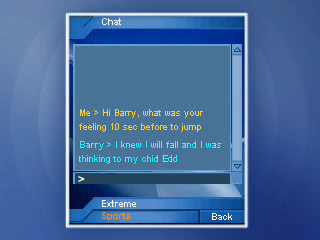 Chat
Me > Hi Barry, what was your
feeling 10 sec before to jump
Barry > I knew I will fall and I was
thinking to my chid Edd
>
Extreme
Sports
Back